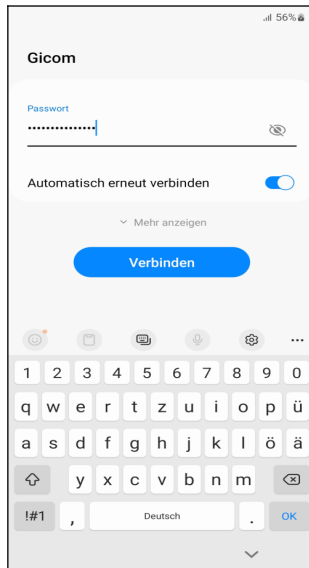 56%
Gicom
Passwort
•••••••••••••••
Automatisch erneut verbinden
Mehr anzeigen
Verbinden
1 2 3 4 5 6 7 8 9 0
q w e r t z u i o p ü
a s d f g h j k l ö ä
y x c v b n m
!#1 , Deutsch . OK